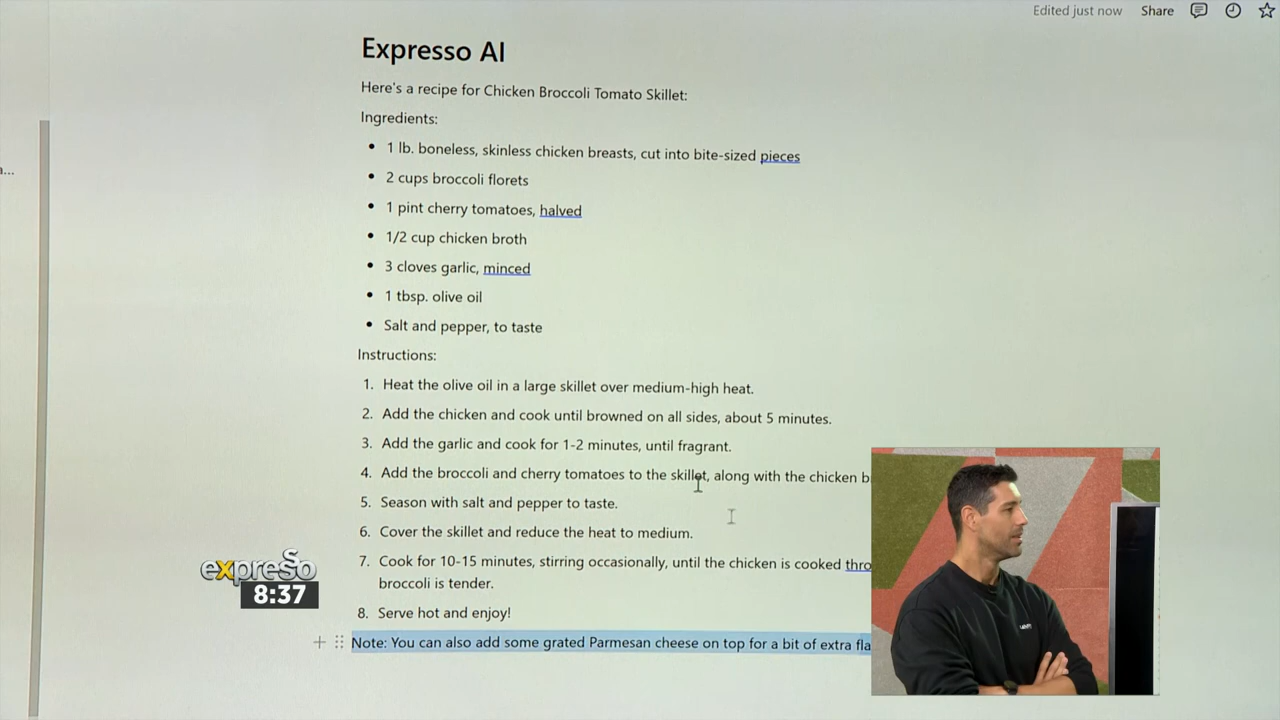 Edited just now Share
Expresso AI
Here's a recipe for Chicken Broccoli Tomato Skillet:
Ingredients:
• 1 lb. boneless, skinless chicken breasts, cut into bite-sized pieces
• 2 cups broccoli florets
• 1 pint cherry tomatoes, halved
• 1/2 cup chicken broth
• 3 cloves garlic, minced
• 1 tbsp. olive oil
• Salt and pepper, to taste
Instructions:
1. Heat the olive oil in a large skillet over medium-high heat.
2. Add the chicken and cook until browned on all sides, about 5 minutes.
3. Add the garlic and cook for 1-2 minutes, until fragrant.
4. Add the broccoli and cherry tomatoes to the skillet, along with the chicken b
5. Season with salt and pepper to taste.
6. Cover the skillet and reduce the heat to medium.
7. Cook for 10-15 minutes, stirring occasionally, until the chicken is cooked thro
broccoli is tender.
8. Serve hot and enjoy!
Note: You can also add some grated Parmesan cheese on top for a bit of extra fla
expresso
8:37